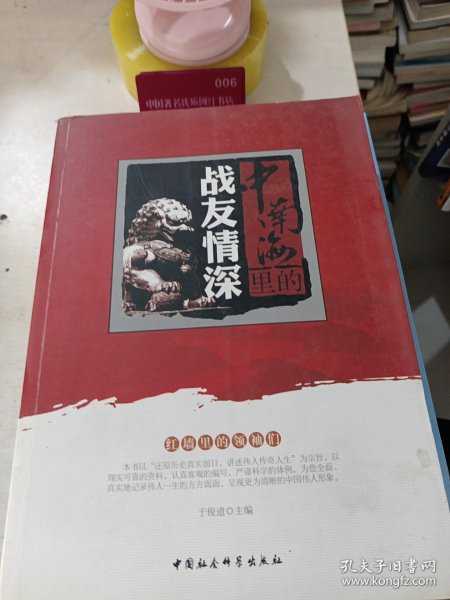 006
中国著名优质网红书店
中南海
里的
战友情深
红墙里的领袖们
本书以“还原历史真实面目，讲述伟人传奇人生”为宗旨，以
翔实可靠的资料，认真客观的编写，严谨科学的体例，为您全面、
真实地记录伟人一生的方方面面，呈现更为清晰的中国伟人形象。
于俊道◎主编
中国社会科学出版社
孔夫子旧书网
www.kongfz.com